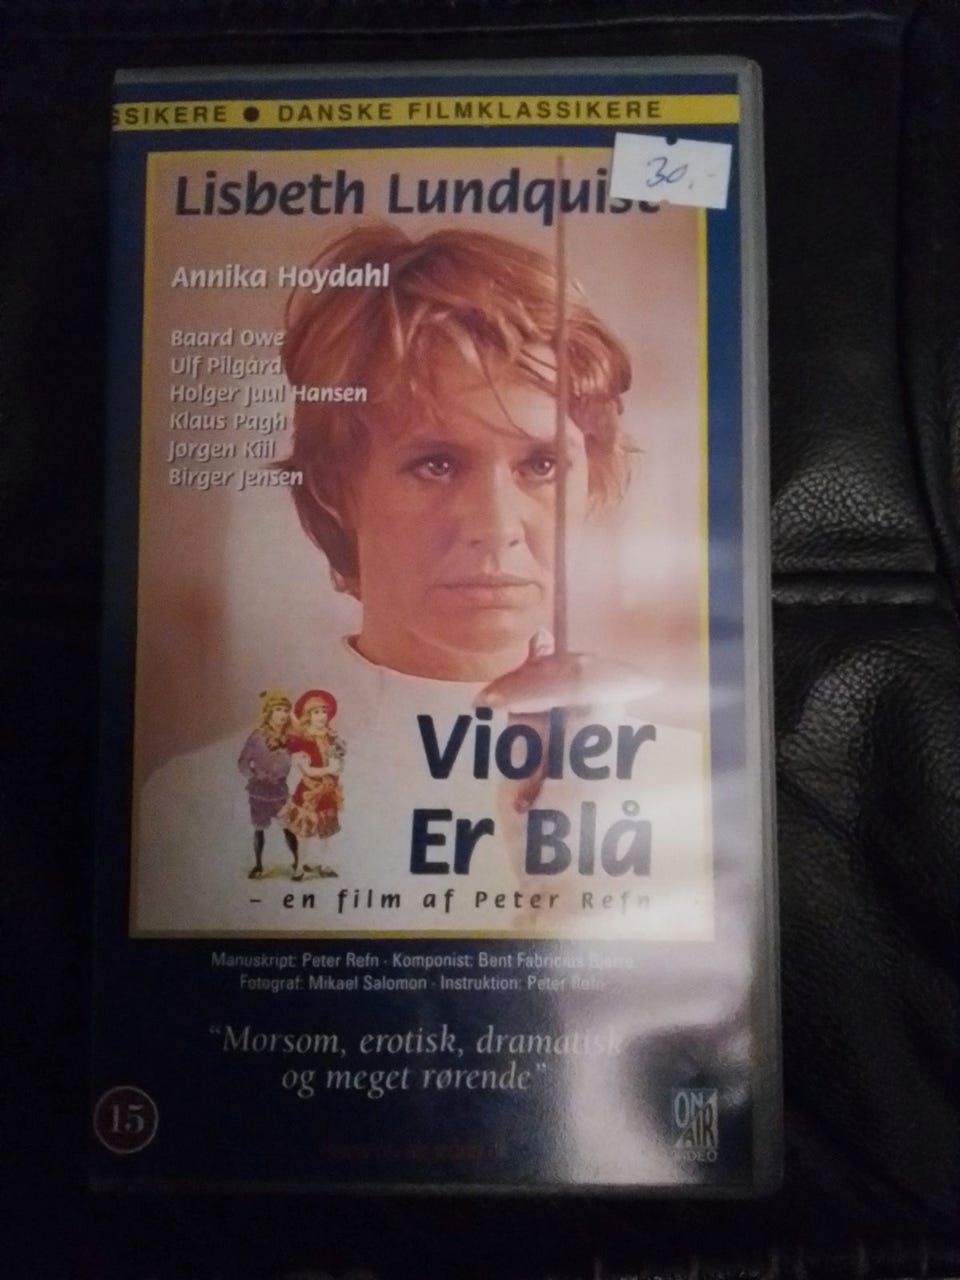 SSIKERE ● DANSKE FILMKLASSIKERE
30,-
Lisbeth Lundquist
Annika Hoydahl
Baard Owe
Ulf Pilgård
Holger Juul Hansen
Klaus Pagh
Jørgen Kiil
Birger Jensen
Violer
Er Blå
– en film af Peter Refn
Manuskript: Peter Refn · Komponist: Bent Fabricius Bjerre
Fotograf: Mikael Salomon · Instruktion: Peter Refn
“Morsom, erotisk, dramatisk
og meget rørende”
15
ON
AIR
VIDEO